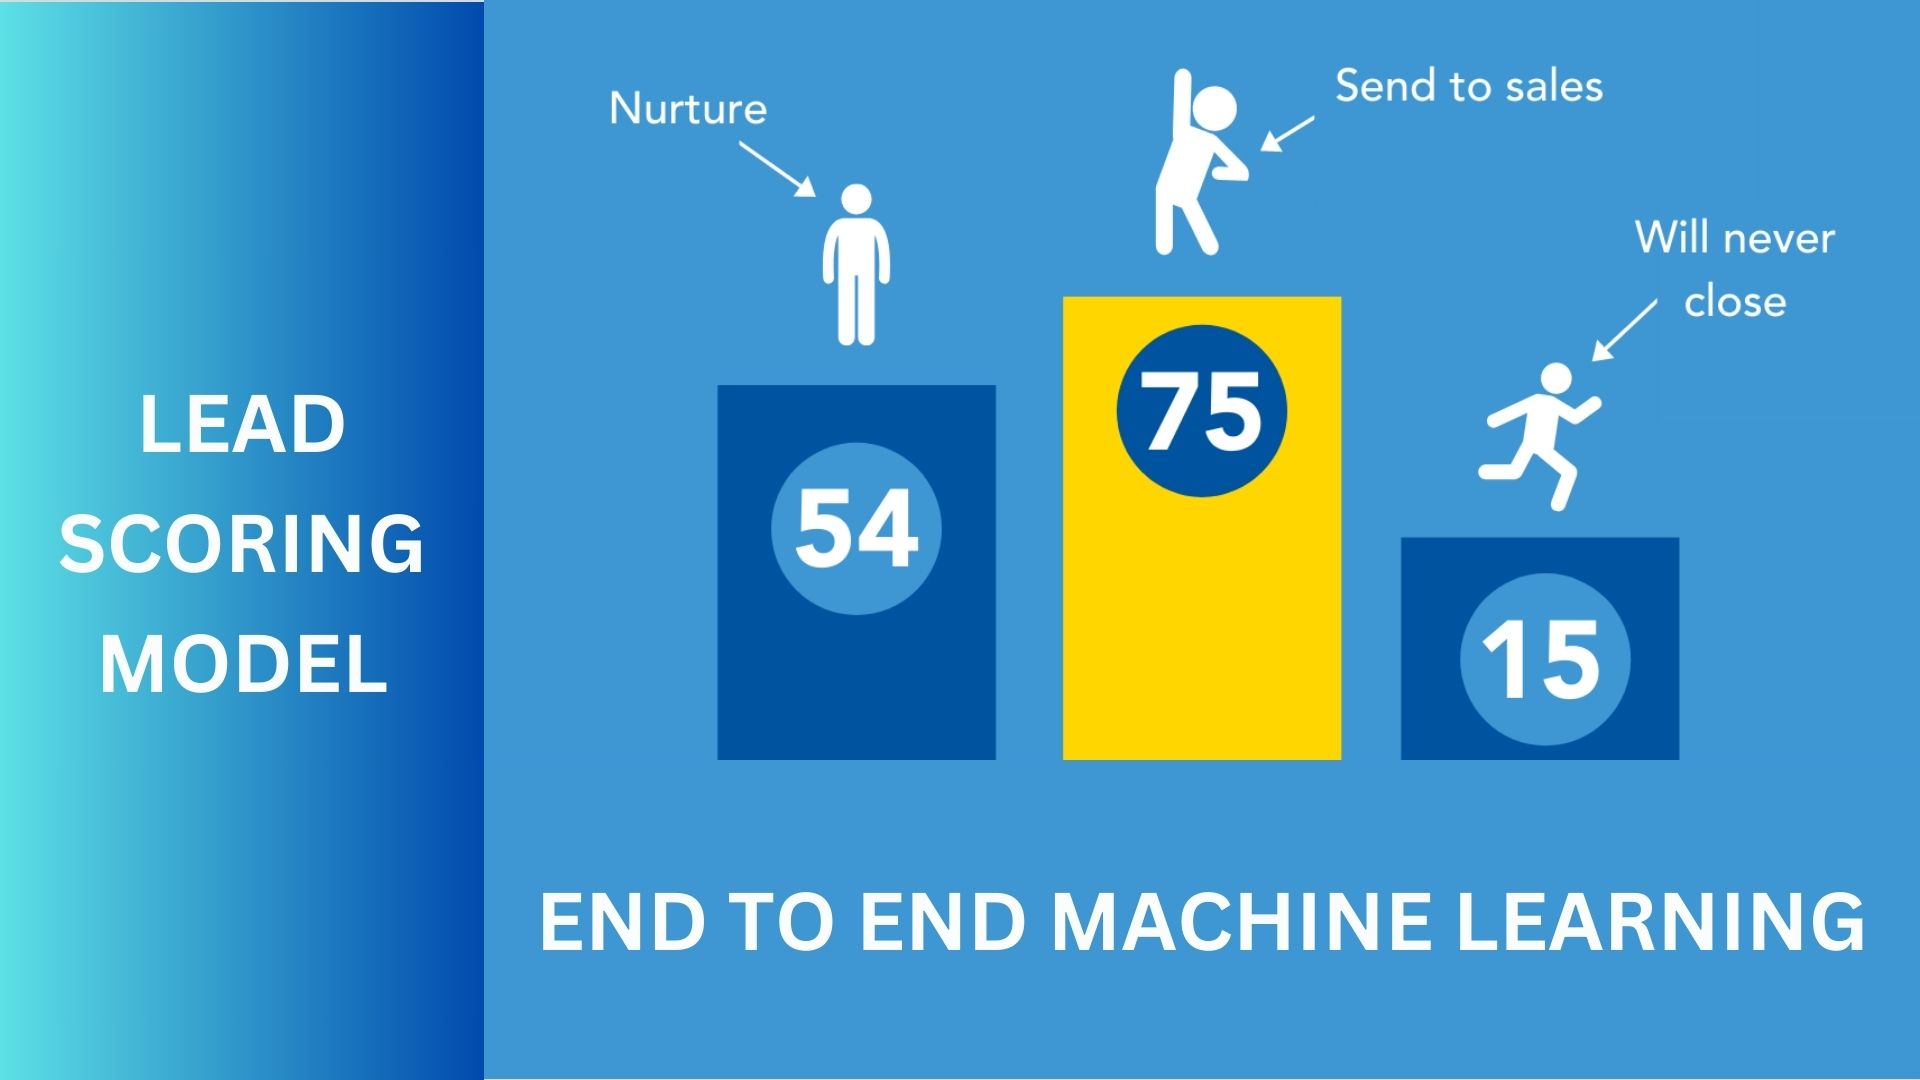 LEAD
SCORING
MODEL
Nurture
Send to sales
Will never
close
54
75
15
END TO END MACHINE LEARNING